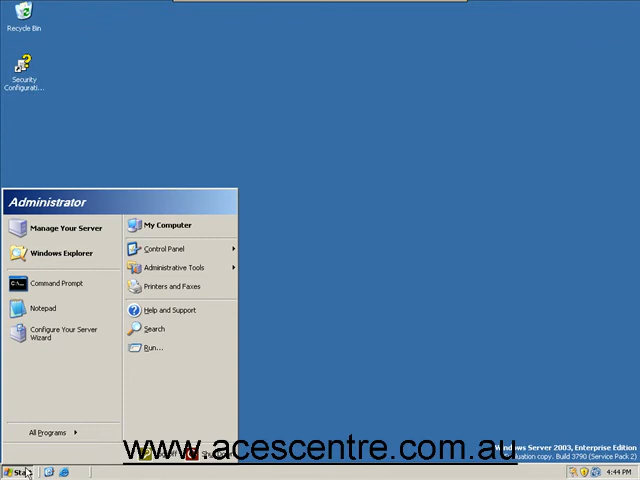 Recycle Bin
Security
Configurati...
Administrator
Manage Your Server
Windows Explorer
Command Prompt
Notepad
Configure Your Server
Wizard
All Programs
My Computer
Control Panel
Administrative Tools
Printers and Faxes
Help and Support
Search
Run...
www.acescentre.com.au
Windows Server 2003, Enterprise Edition
copy. Build 3790 (Service Pack 2)
4:44 PM